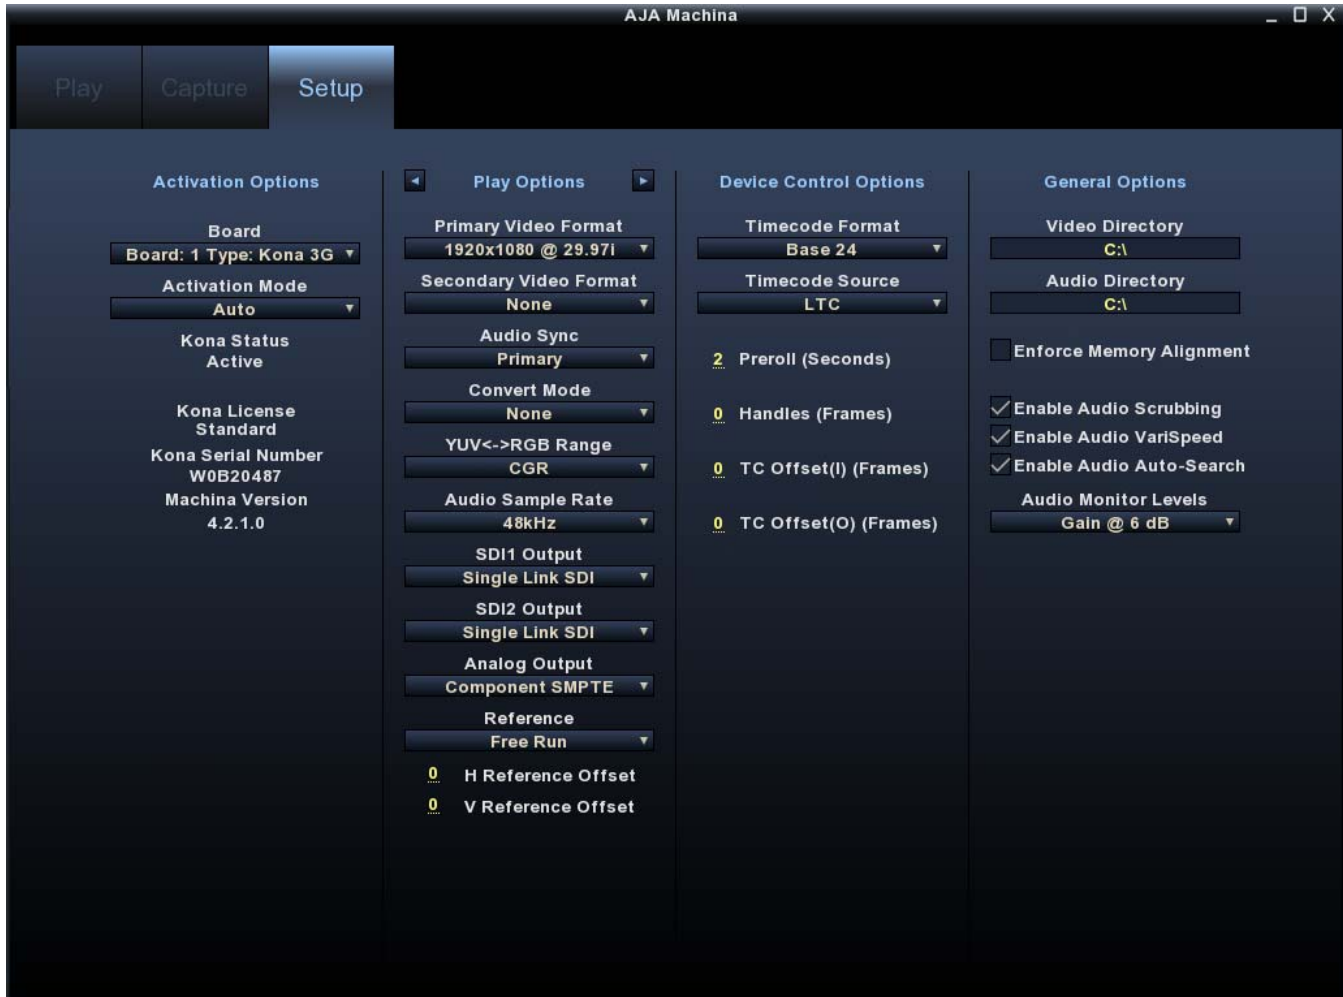 AJA Machina
Play
Capture
Setup
Activation Options
Board
Board: 1 Type: Kona 3G
Activation Mode
Auto
Kona Status
Active
Kona License
Standard
Kona Serial Number
W0B20487
Machina Version
4.2.1.0
Play Options
Primary Video Format
1920x1080 @ 29.97i
Secondary Video Format
None
Audio Sync
Primary
Convert Mode
None
YUV<->RGB Range
CGR
Audio Sample Rate
48kHz
SDI1 Output
Single Link SDI
SDI2 Output
Single Link SDI
Analog Output
Component SMPTE
Reference
Free Run
0 H Reference Offset
0 V Reference Offset
Device Control Options
Timecode Format
Base 24
Timecode Source
LTC
2 Preroll (Seconds)
0 Handles (Frames)
0 TC Offset(I) (Frames)
0 TC Offset(O) (Frames)
General Options
Video Directory
C:\
Audio Directory
C:\
Enforce Memory Alignment
Enable Audio Scrubbing
Enable Audio VariSpeed
Enable Audio Auto-Search
Audio Monitor Levels
Gain @ 6 dB